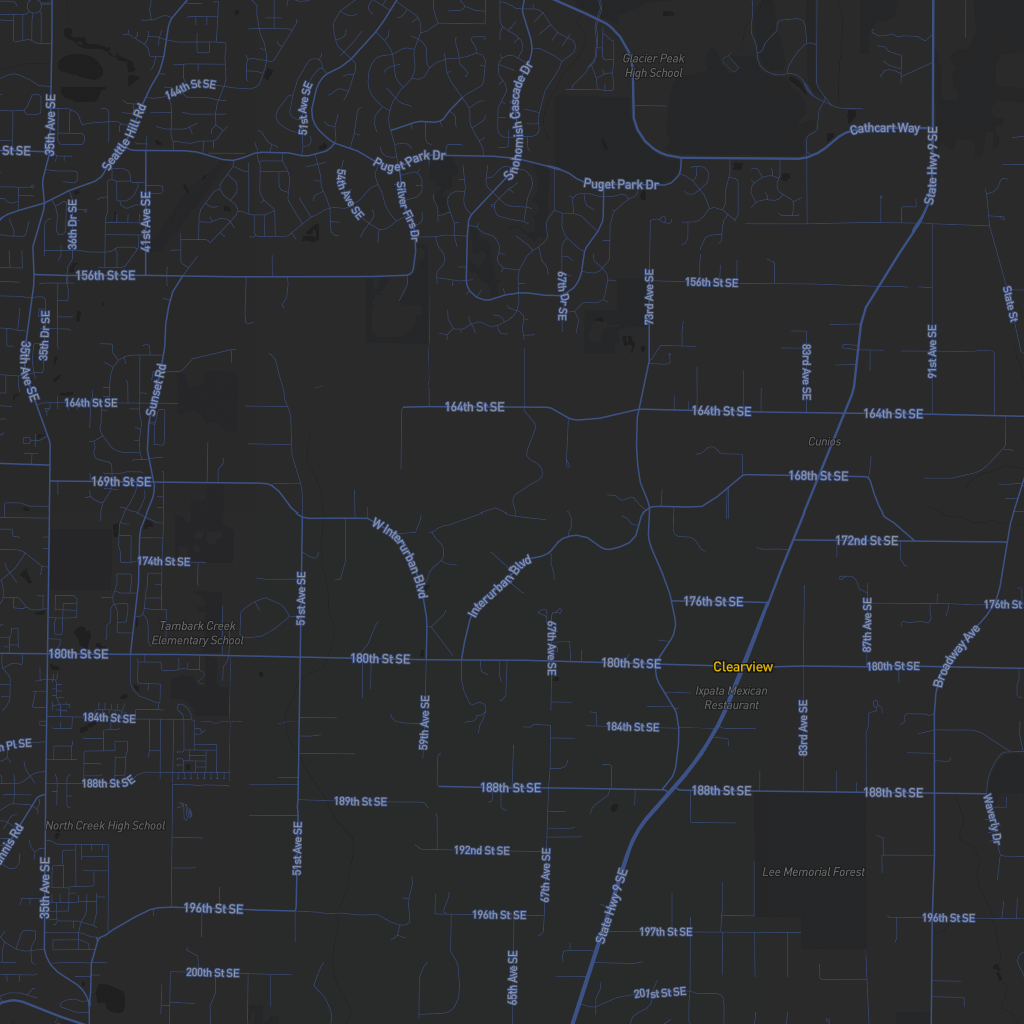 Glacier Peak
High School
144th St SE
51st Ave SE
35th Ave SE
Seattle Hill Rd
Snohomish Cascade Dr
Cathcart Way
St SE
Puget Park Dr
State Hwy 9 SE
54th Ave SE
Silver Firs Dr
Puget Park Dr
36th Dr SE
41st Ave SE
156th St SE
67th Dr SE
73rd Ave SE
156th St SE
State St
35th Dr SE
35th Ave SE
83rd Ave SE
91st Ave SE
Sunset Rd
164th St SE
164th St SE
164th St SE
164th St SE
Cunios
169th St SE
168th St SE
W Interurban Blvd
172nd St SE
174th St SE
Interurban Blvd
51st Ave SE
176th St SE
176th St SE
87th Ave SE
Tambark Creek
Elementary School
67th Ave SE
Broadway Ave
180th St SE
180th St SE
180th St SE
Clearview
180th St SE
Ixpata Mexican
Restaurant
184th St SE
59th Ave SE
184th St SE
83rd Ave SE
Pl SE
188th St SE
188th St SE
188th St SE
188th St SE
189th St SE
Waverly Dr
North Creek High School
51st Ave SE
Rd
192nd St SE
67th Ave SE
Lee Memorial Forest
35th Ave SE
196th St SE
196th St SE
State Hwy 9 SE
196th St SE
197th St SE
200th St SE
65th Ave SE
201st St SE